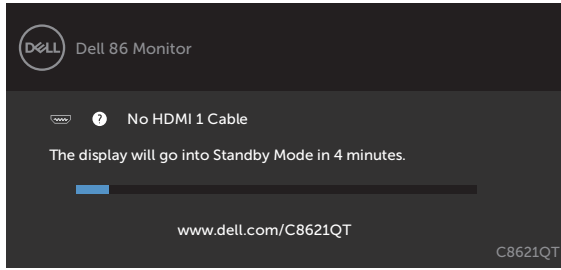 DELL
Dell 86 Monitor
? No HDMI 1 Cable
The display will go into Standby Mode in 4 minutes.
www.dell.com/C8621QT
C8621QT